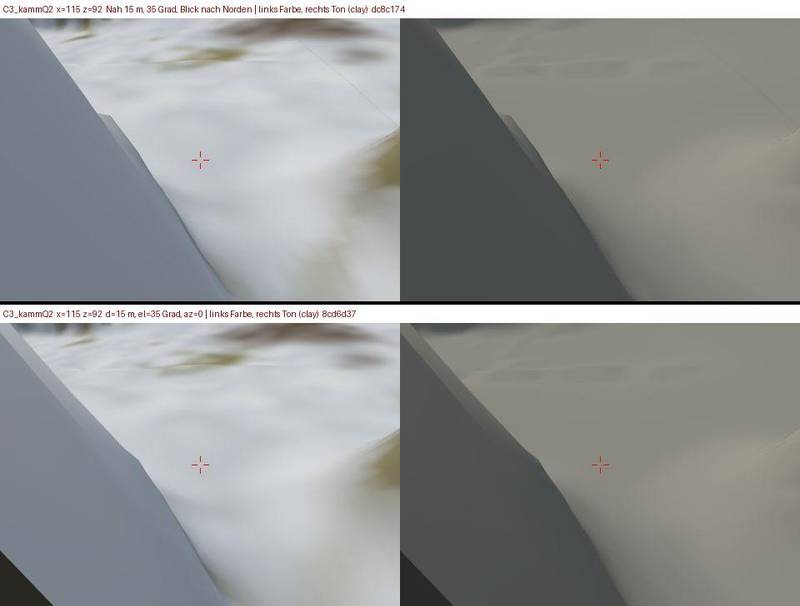 C3_kammQ2 x=115 z=92 Nah 15 m, 35 Grad, Blick nach Norden | links Farbe, rechts Ton (clay) dc8c174
C3_kammQ2 x=115 z=92 d=15 m, el=35 Grad, az=0 | links Farbe, rechts Ton (clay) 8cd6d37